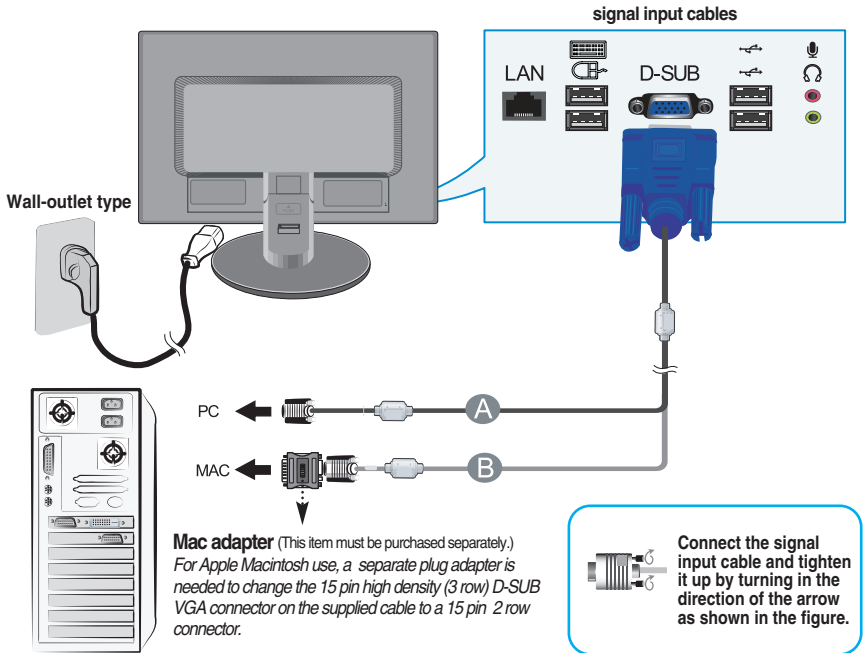 signal input cables
LAN
D-SUB
Wall-outlet type
PC
A
MAC
B
Mac adapter (This item must be purchased separately.)
For Apple Macintosh use, a separate plug adapter is
needed to change the 15 pin high density (3 row) D-SUB
VGA connector on the supplied cable to a 15 pin 2 row
connector.
Connect the signal
input cable and tighten
it up by turning in the
direction of the arrow
as shown in the figure.